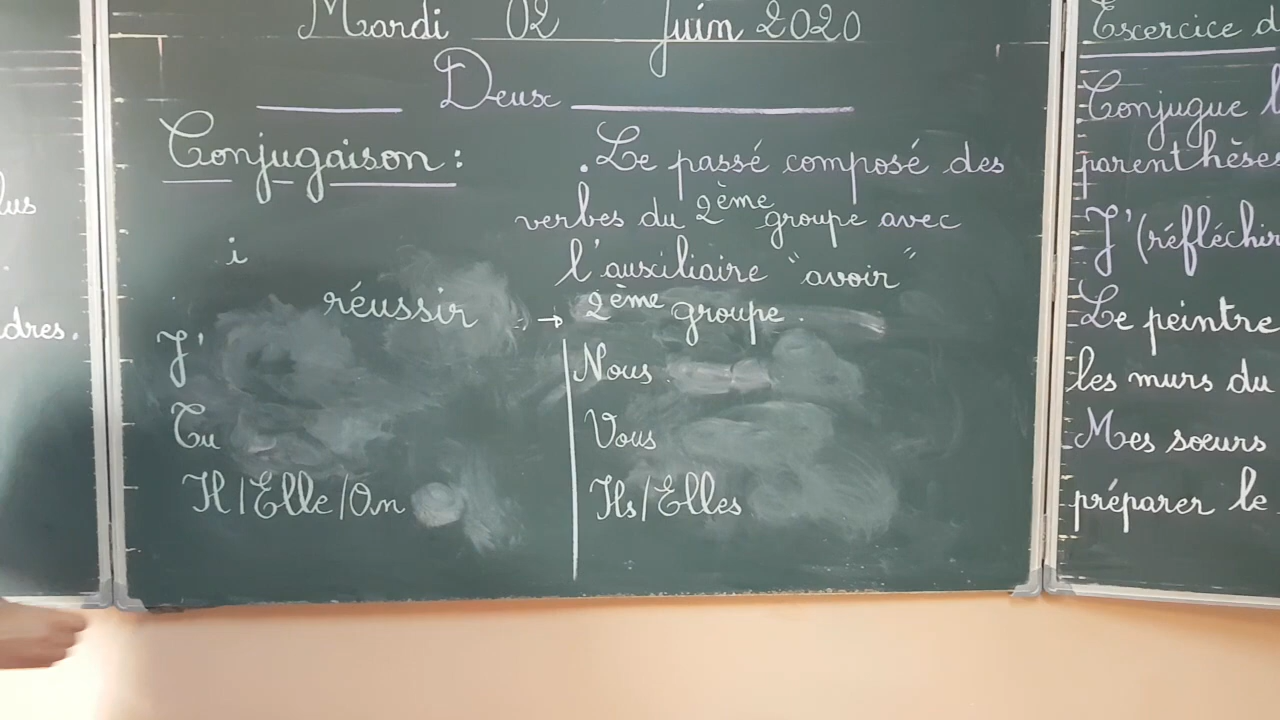 lus
dres.
Mardi 02 Juin 2020
Deux
Conjugaison : . Le passé composé des
verbes du 2ème groupe avec
l'auxiliaire "avoir"
i
réussir → 2ème groupe.
J'
Nous
Tu
Vous
Il/Elle/On
Ils/Elles
Exercice d
Conjugue l
parenthèses
J'(réfléchir
Le peintre
les murs du
Mes sœurs
préparer le